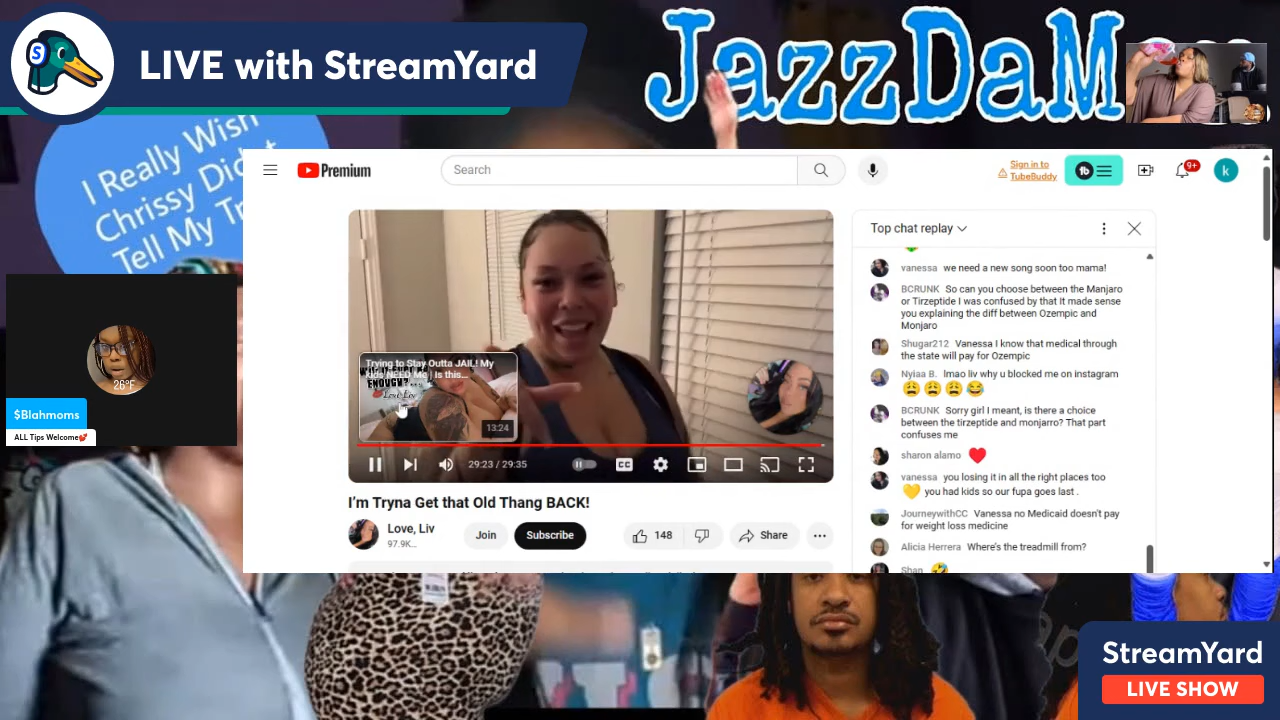 S
LIVE with StreamYard
JazzDaM
I Really Wish
Chrissy Did
Tell My
Premium
Search
Sign in to
TubeBuddy
tb
9+
k
Trying to Stay Outta JAIL! My
kids NEED Me | Is this...
ENOUGH?..
Love Liv
13:24
CC
29:23 / 29:35
I'm Tryna Get that Old Thang BACK!
Love, Liv
97.9K...
Join
Subscribe
148
Share
Top chat replay
vanessa we need a new song soon too mama!
BCRUNK So can you choose between the Manjaro
or Tirzeptide I was confused by that It made sense
you explaining the diff between Ozempic and
Monjaro
Shugar212 Vanessa I know that medical through
the state will pay for Ozempic
Nyiaa B. lmao liv why u blocked me on instagram
😩😩😩😂
BCRUNK Sorry girl I meant, is there a choice
between the tirzeptide and monjaro? That part
confuses me
sharon alamo ♥️
vanessa you losing it in all the right places too
💛 you had kids so our fupa goes last .
JourneywithCC Vanessa no Medicaid doesn't pay
for weight loss medicine
Alicia Herrera Where's the treadmill from?
Shan 🤣
26°F
$Blahmoms
ALL Tips Welcome💞
StreamYard
LIVE SHOW